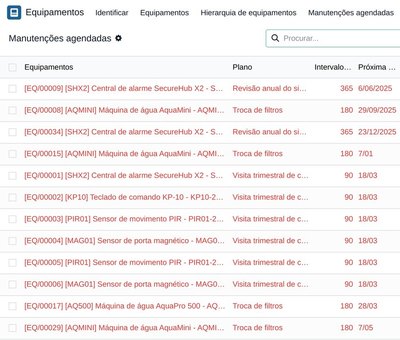 Equipamentos Identificar Equipamentos Hierarquia de equipamentos Manutenções agendadas
Manutenções agendadas Procurar...
Equipamentos Plano Intervalo... Próxima ...
[EQ/00009] [SHX2] Central de alarme SecureHub X2 - S... Revisão anual do si... 365 6/06/2025
[EQ/00028] [AQMINI] Máquina de água AquaMini - AQMI... Troca de filtros 180 29/09/2025
[EQ/00034] [SHX2] Central de alarme SecureHub X2 - S... Revisão anual do si... 365 23/12/2025
[EQ/00015] [AQMINI] Máquina de água AquaMini - AQMI... Troca de filtros 180 7/01
[EQ/00001] [SHX2] Central de alarme SecureHub X2 - S... Visita trimestral de c... 90 18/03
[EQ/00002] [KP10] Teclado de comando KP-10 - KP10-2... Visita trimestral de c... 90 18/03
[EQ/00003] [PIR01] Sensor de movimento PIR - PIR01-2... Visita trimestral de c... 90 18/03
[EQ/00004] [MAG01] Sensor de porta magnético - MAG0... Visita trimestral de c... 90 18/03
[EQ/00005] [PIR01] Sensor de movimento PIR - PIR01-2... Visita trimestral de c... 90 18/03
[EQ/00006] [MAG01] Sensor de porta magnético - MAG0... Visita trimestral de c... 90 18/03
[EQ/00017] [AQ500] Máquina de água AquaPro 500 - AQ... Troca de filtros 180 28/03
[EQ/00029] [AQMINI] Máquina de água AquaMini - AQMI... Troca de filtros 180 7/05